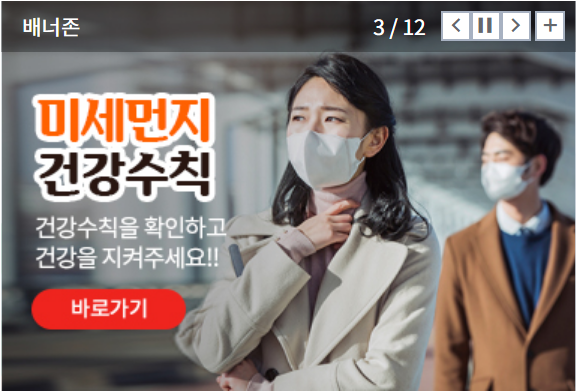 배너존
3 / 12
미세먼지
건강수칙
건강수칙을 확인하고
건강을 지켜주세요!!
바로가기